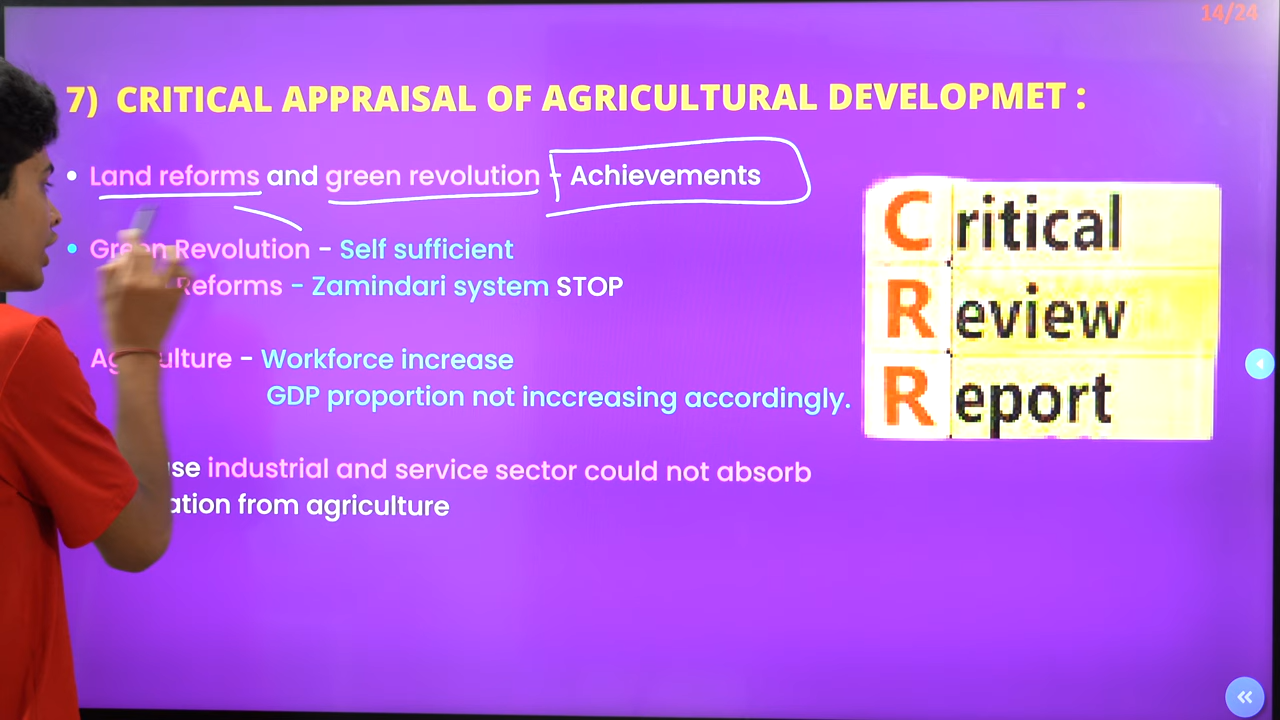 14/24
7) CRITICAL APPRAISAL OF AGRICULTURAL DEVELOPMET :
• Land reforms and green revolution - Achievements
• Green Revolution - Self sufficient
Reforms - Zamindari system STOP
- Workforce increase
GDP proportion not inccreasing accordingly.
industrial and service sector could not absorb
from agriculture
Critical
Review
Report